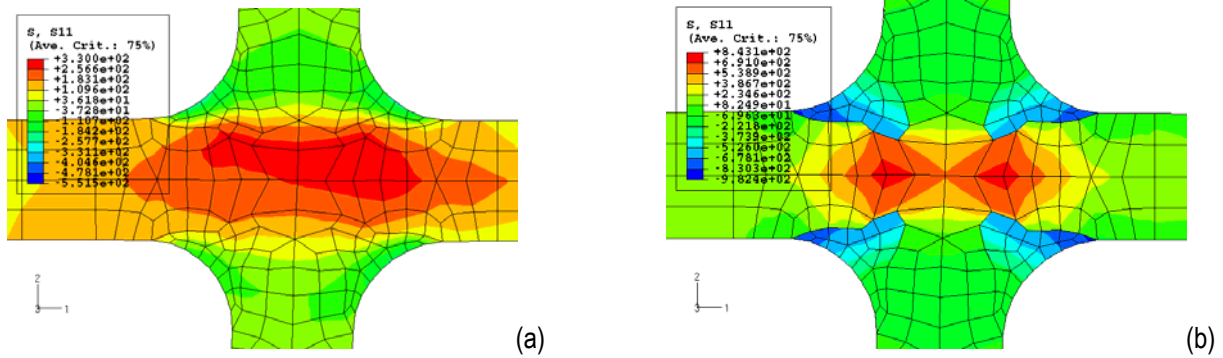 S, S11
(Ave. Crit.: 75%)
+3.300e+02
+2.566e+02
+1.831e+02
+1.096e+02
+3.618e+01
-3.728e+01
-1.107e+02
-1.842e+02
-2.577e+02
-3.311e+02
-4.046e+02
-4.781e+02
-5.515e+02
2
3
1
(a)
S, S11
(Ave. Crit.: 75%)
+8.431e+02
+6.910e+02
+5.389e+02
+3.867e+02
+2.346e+02
+8.249e+01
-6.963e+01
-2.218e+02
-3.739e+02
-5.260e+02
-6.781e+02
-8.303e+02
-9.824e+02
2
3
1
(b)